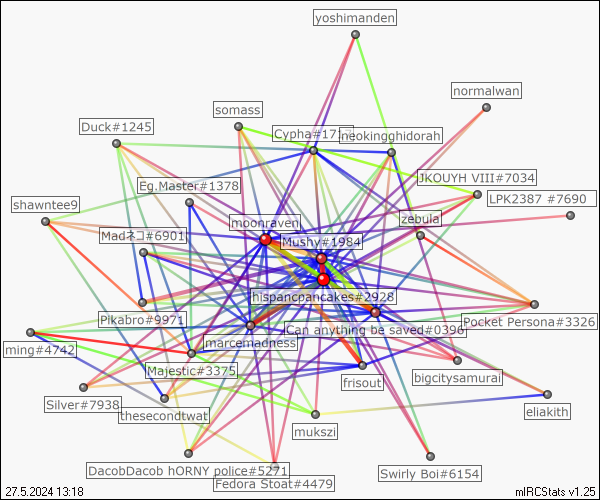 yoshimanden
normalwan
somass
Duck#1245
neokingghidorah
JKOUYH VIII#7034
Eg.Master#1378
LPK2387 #7690
shawntee9
zebula
moonraven
Madネコ#6901
Mushy#1984
hispancpancakes#2928
Pikabro#9971
Can anything be saved#0396
Pocket Persona#3326
marcemadness
ming#4742
Majestic#3375
frisout
bigcitysamurai
Silver#7938
thesecondtwat
eliakith
mukszi
DacobDacob hORNY police#5271
Swirly Boi#6154
Fedora Stoat#4479
27.5.2024 13:18
mIRCStats v1.25